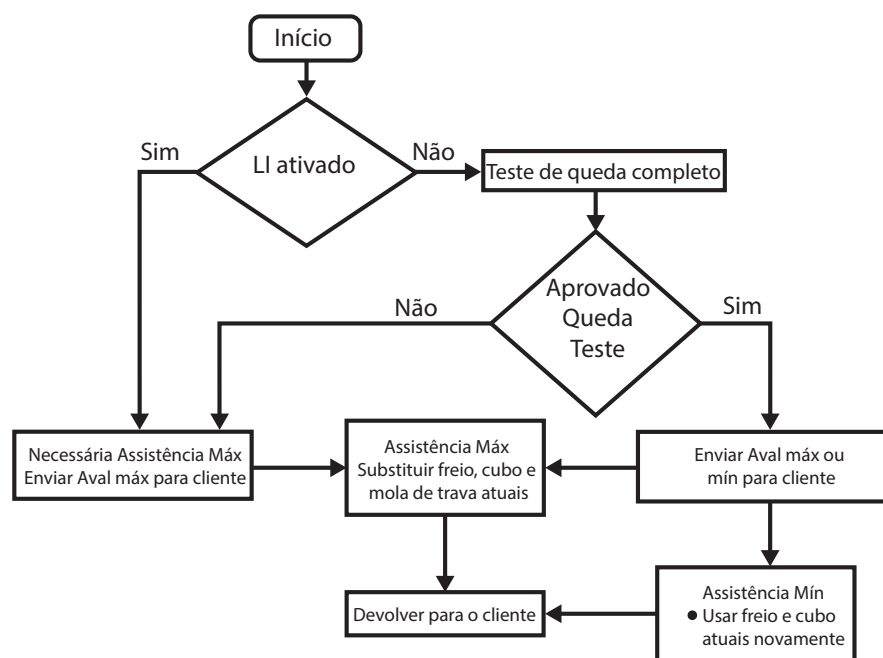 Início
Sim
LI ativado
Não
Teste de queda completo
Aprovado
Queda
Teste
Não
Sim
Necessária Assistência Máx
Enviar Aval máx para cliente
Assistência Máx
Substituir freio, cubo e
mola de trava atuais
Enviar Aval máx ou
mín para cliente
Devolver para o cliente
Assistência Mín
● Usar freio e cubo
atuais novamente